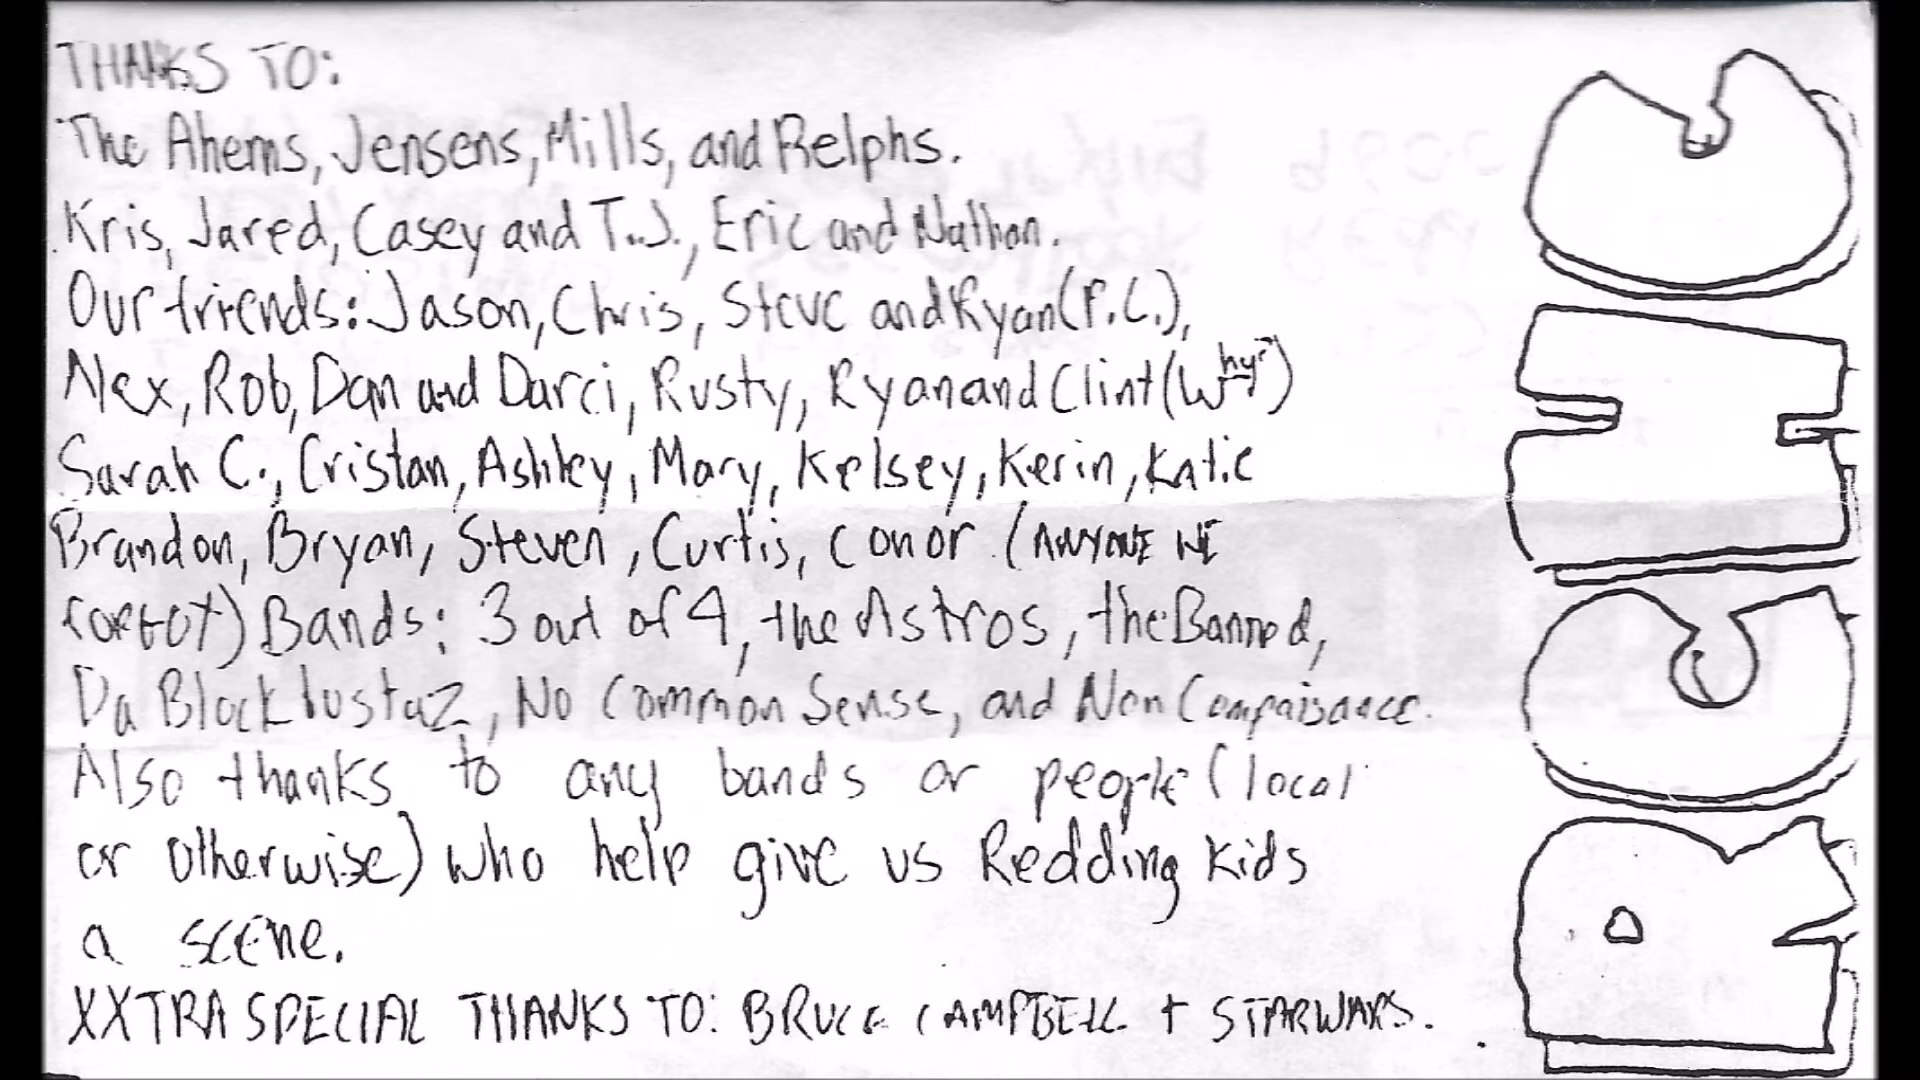 THANKS TO:
The Aherns, Jensens, Mills, and Relphs.
Kris, Jared, Casey and T.J., Eric and Nathan.
Our friends: Jason, Chris, Steve and Ryan (P.C.),
Alex, Rob, Dan and Darci, Rusty, Ryan and Clint
Sarah C., Cristan, Ashley, Mary, Kelsey, Kerin, Katie
Brandon, Bryan, Steven, Curtis, Conor (ANYONE WE
FORGOT) Bands: 3 out of 4, the Astros, the Banned,
Da Blockbustaz, No Common Sense, and Non
Also thanks to any bands or people (local
or otherwise) who help give us Redding kids
a scene.
XXTRA SPECIAL THANKS TO: BRUCE CAMPBELL + STARWARS.